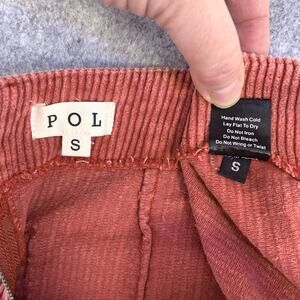 POL
S
Hand Wash Cold
Lay Flat To Dry
Do Not Iron
Do Not Bleach
Do Not Wring or Twist
S